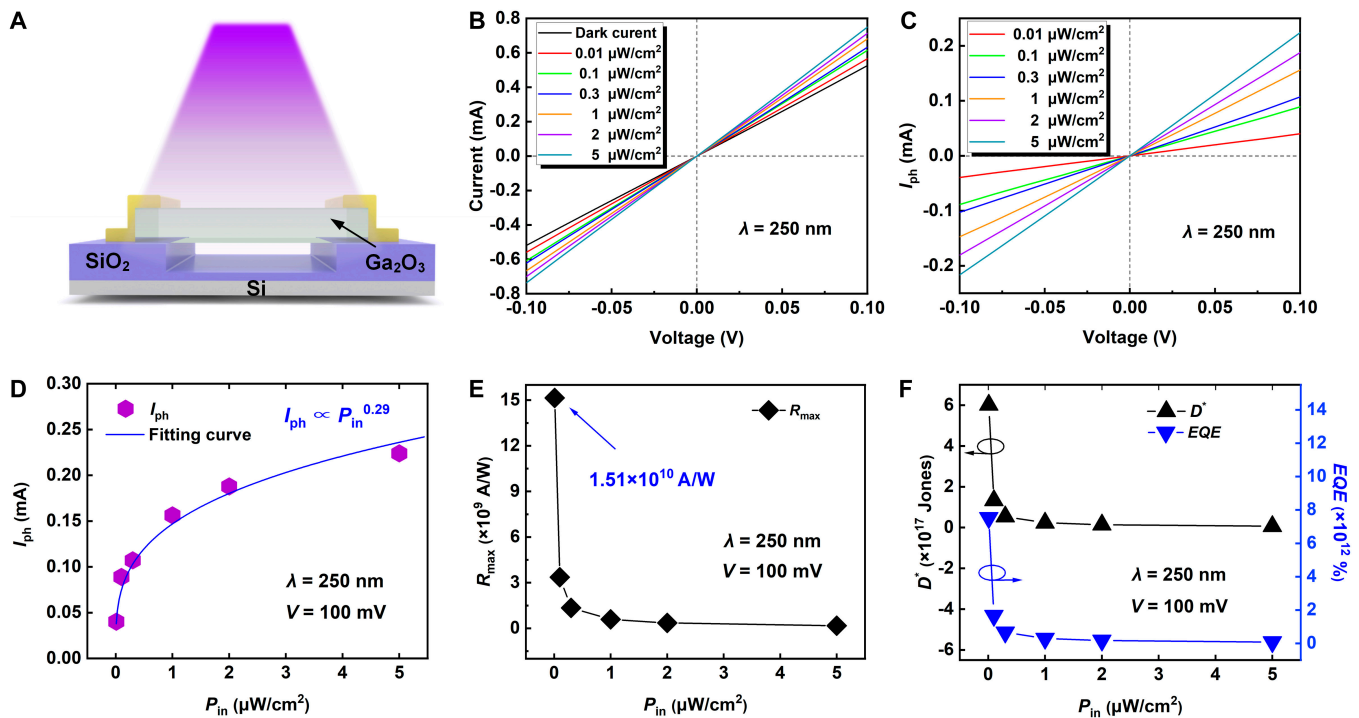 A
SiO2
Ga2O3
Si
B
Current (mA)
0.8
0.6
0.4
0.2
0.0
-0.2
-0.4
-0.6
-0.8
Dark curent
0.01 μW/cm²
0.1 μW/cm²
0.3 μW/cm²
1 μW/cm²
2 μW/cm²
5 μW/cm²
λ = 250 nm
-0.10 -0.05 0.00 0.05 0.10
Voltage (V)
C
Iph (mA)
0.2
0.1
0.0
-0.1
-0.2
0.01 μW/cm²
0.1 μW/cm²
0.3 μW/cm²
1 μW/cm²
2 μW/cm²
5 μW/cm²
λ = 250 nm
-0.10 -0.05 0.00 0.05 0.10
Voltage (V)
D
Iph (mA)
0.30
0.25
0.20
0.15
0.10
0.05
0.00
Iph
Fitting curve
Iph ∝ Pin^0.29
λ = 250 nm
V = 100 mV
0 1 2 3 4 5
Pin (μW/cm²)
E
Rmax (×10⁹ A/W)
15
12
9
6
3
0
Rmax
1.51×10¹⁰ A/W
λ = 250 nm
V = 100 mV
0 1 2 3 4 5
Pin (μW/cm²)
F
D* (×10¹⁷ Jones)
6
4
2
0
-2
-4
-6
D*
EQE
λ = 250 nm
V = 100 mV
14
12
10
8
6
4
2
0
EQE (×10¹² %)
0 1 2 3 4 5
Pin (μW/cm²)